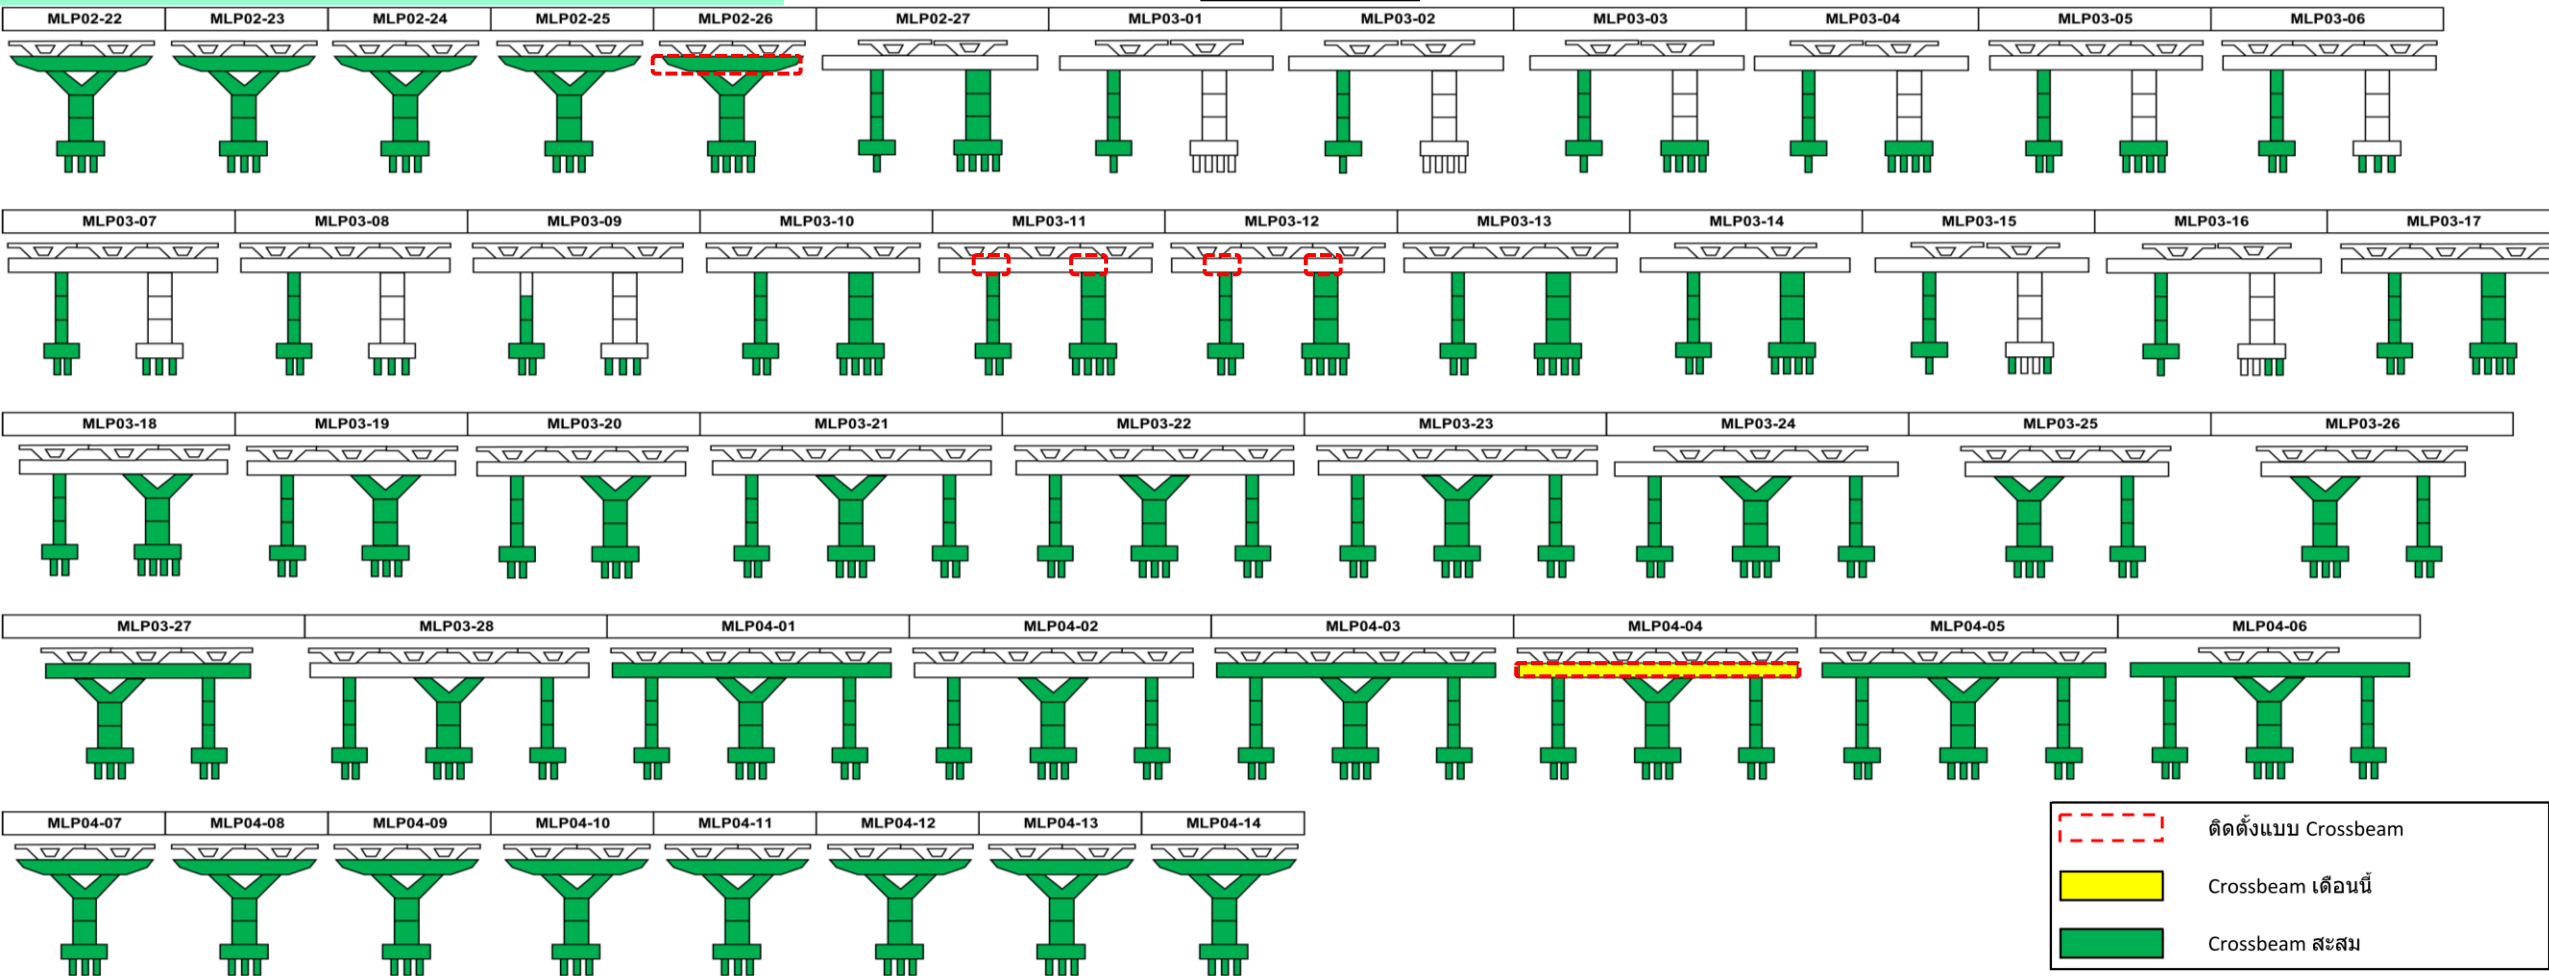 MLP02-22 MLP02-23 MLP02-24 MLP02-25 MLP02-26 MLP02-27 MLP03-01 MLP03-02 MLP03-03 MLP03-04 MLP03-05 MLP03-06
MLP03-07 MLP03-08 MLP03-09 MLP03-10 MLP03-11 MLP03-12 MLP03-13 MLP03-14 MLP03-15 MLP03-16 MLP03-17
MLP03-18 MLP03-19 MLP03-20 MLP03-21 MLP03-22 MLP03-23 MLP03-24 MLP03-25 MLP03-26
MLP03-27 MLP03-28 MLP04-01 MLP04-02 MLP04-03 MLP04-04 MLP04-05 MLP04-06
MLP04-07 MLP04-08 MLP04-09 MLP04-10 MLP04-11 MLP04-12 MLP04-13 MLP04-14
ติดตั้งแบบ Crossbeam
Crossbeam เดือนนี้
Crossbeam สะสม